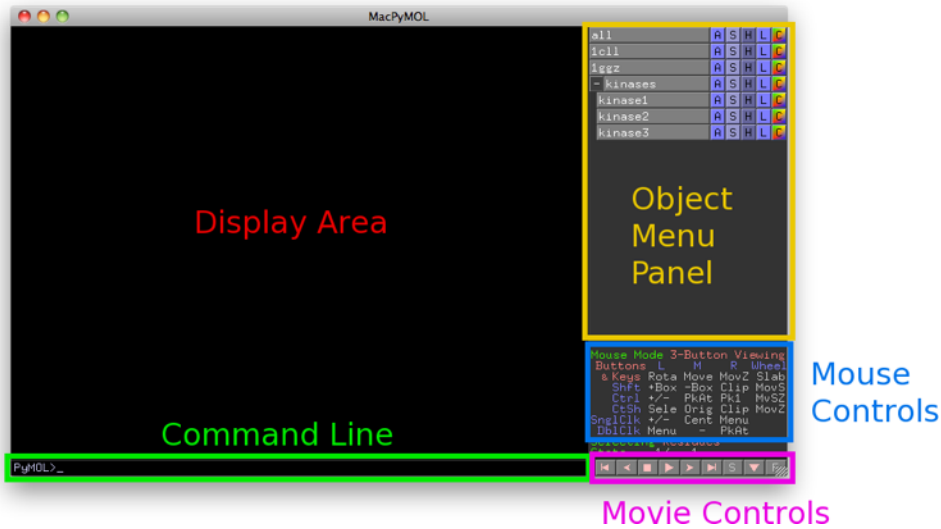 MacPyMOL
all A S H L C
1cll A S H L C
1ggz A S H L C
- kinases A S H L C
kinase1 A S H L C
kinase2 A S H L C
kinase3 A S H L C
Display Area
Object
Menu
Panel
Mouse Mode 3-Button Viewing
Buttons L M R Wheel
& Keys Rota Move MovZ Slab
Shft +Box -Box Clip MovS
Ctrl +/- PkAt Pk1 MvSZ
CtSh Sele Orig Clip MovZ
SnglClk +/- Cent Menu
DblClk Menu - PkAt
Selecting Residues
Mouse
Controls
Command Line
PyMOL>_
S F
Movie Controls